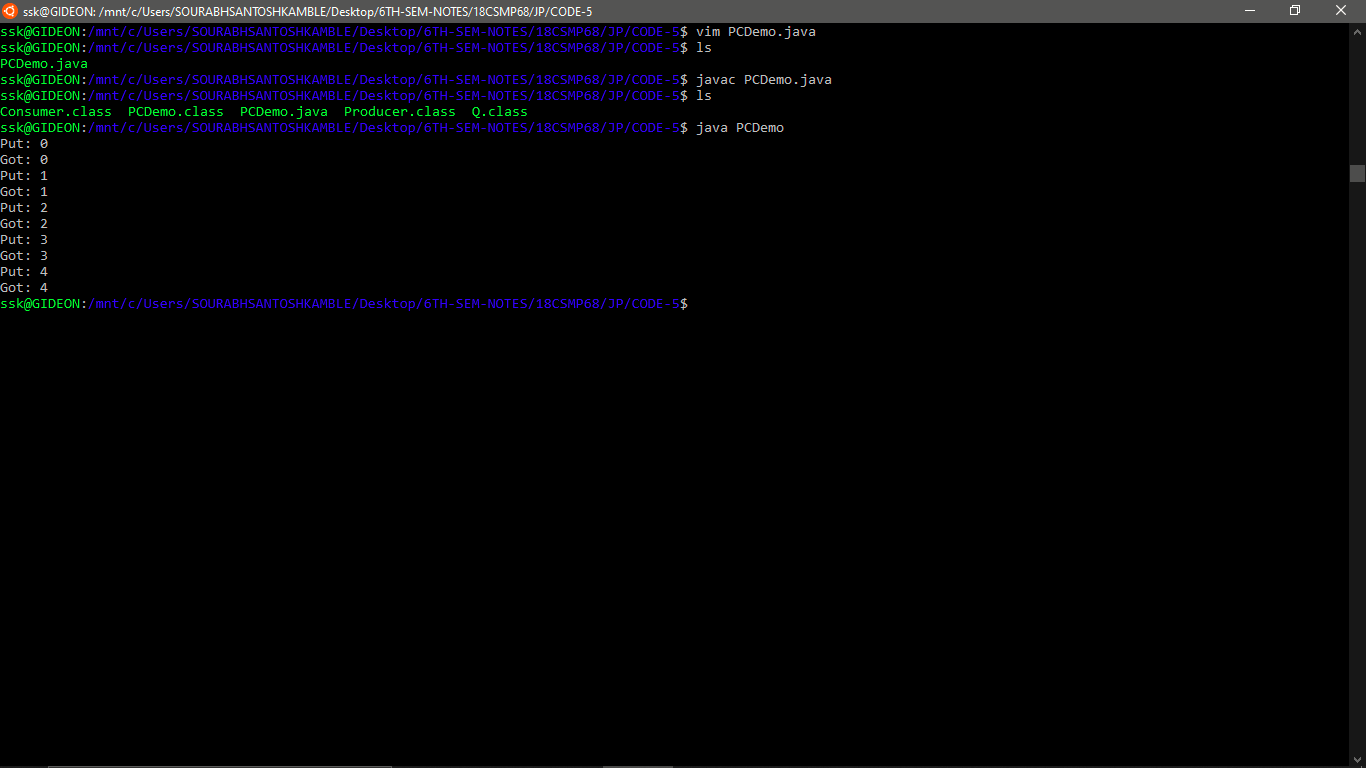 ssk@GIDEON: /mnt/c/Users/SOURABHSANTOSHKAMBLE/Desktop/6TH-SEM-NOTES/18CSMP68/JP/CODE-5
ssk@GIDEON:/mnt/c/Users/SOURABHSANTOSHKAMBLE/Desktop/6TH-SEM-NOTES/18CSMP68/JP/CODE-5$ vim PCDemo.java
ssk@GIDEON:/mnt/c/Users/SOURABHSANTOSHKAMBLE/Desktop/6TH-SEM-NOTES/18CSMP68/JP/CODE-5$ ls
PCDemo.java
ssk@GIDEON:/mnt/c/Users/SOURABHSANTOSHKAMBLE/Desktop/6TH-SEM-NOTES/18CSMP68/JP/CODE-5$ javac PCDemo.java
ssk@GIDEON:/mnt/c/Users/SOURABHSANTOSHKAMBLE/Desktop/6TH-SEM-NOTES/18CSMP68/JP/CODE-5$ ls
Consumer.class  PCDemo.class  PCDemo.java  Producer.class  Q.class
ssk@GIDEON:/mnt/c/Users/SOURABHSANTOSHKAMBLE/Desktop/6TH-SEM-NOTES/18CSMP68/JP/CODE-5$ java PCDemo
Put: 0
Got: 0
Put: 1
Got: 1
Put: 2
Got: 2
Put: 3
Got: 3
Put: 4
Got: 4
ssk@GIDEON:/mnt/c/Users/SOURABHSANTOSHKAMBLE/Desktop/6TH-SEM-NOTES/18CSMP68/JP/CODE-5$